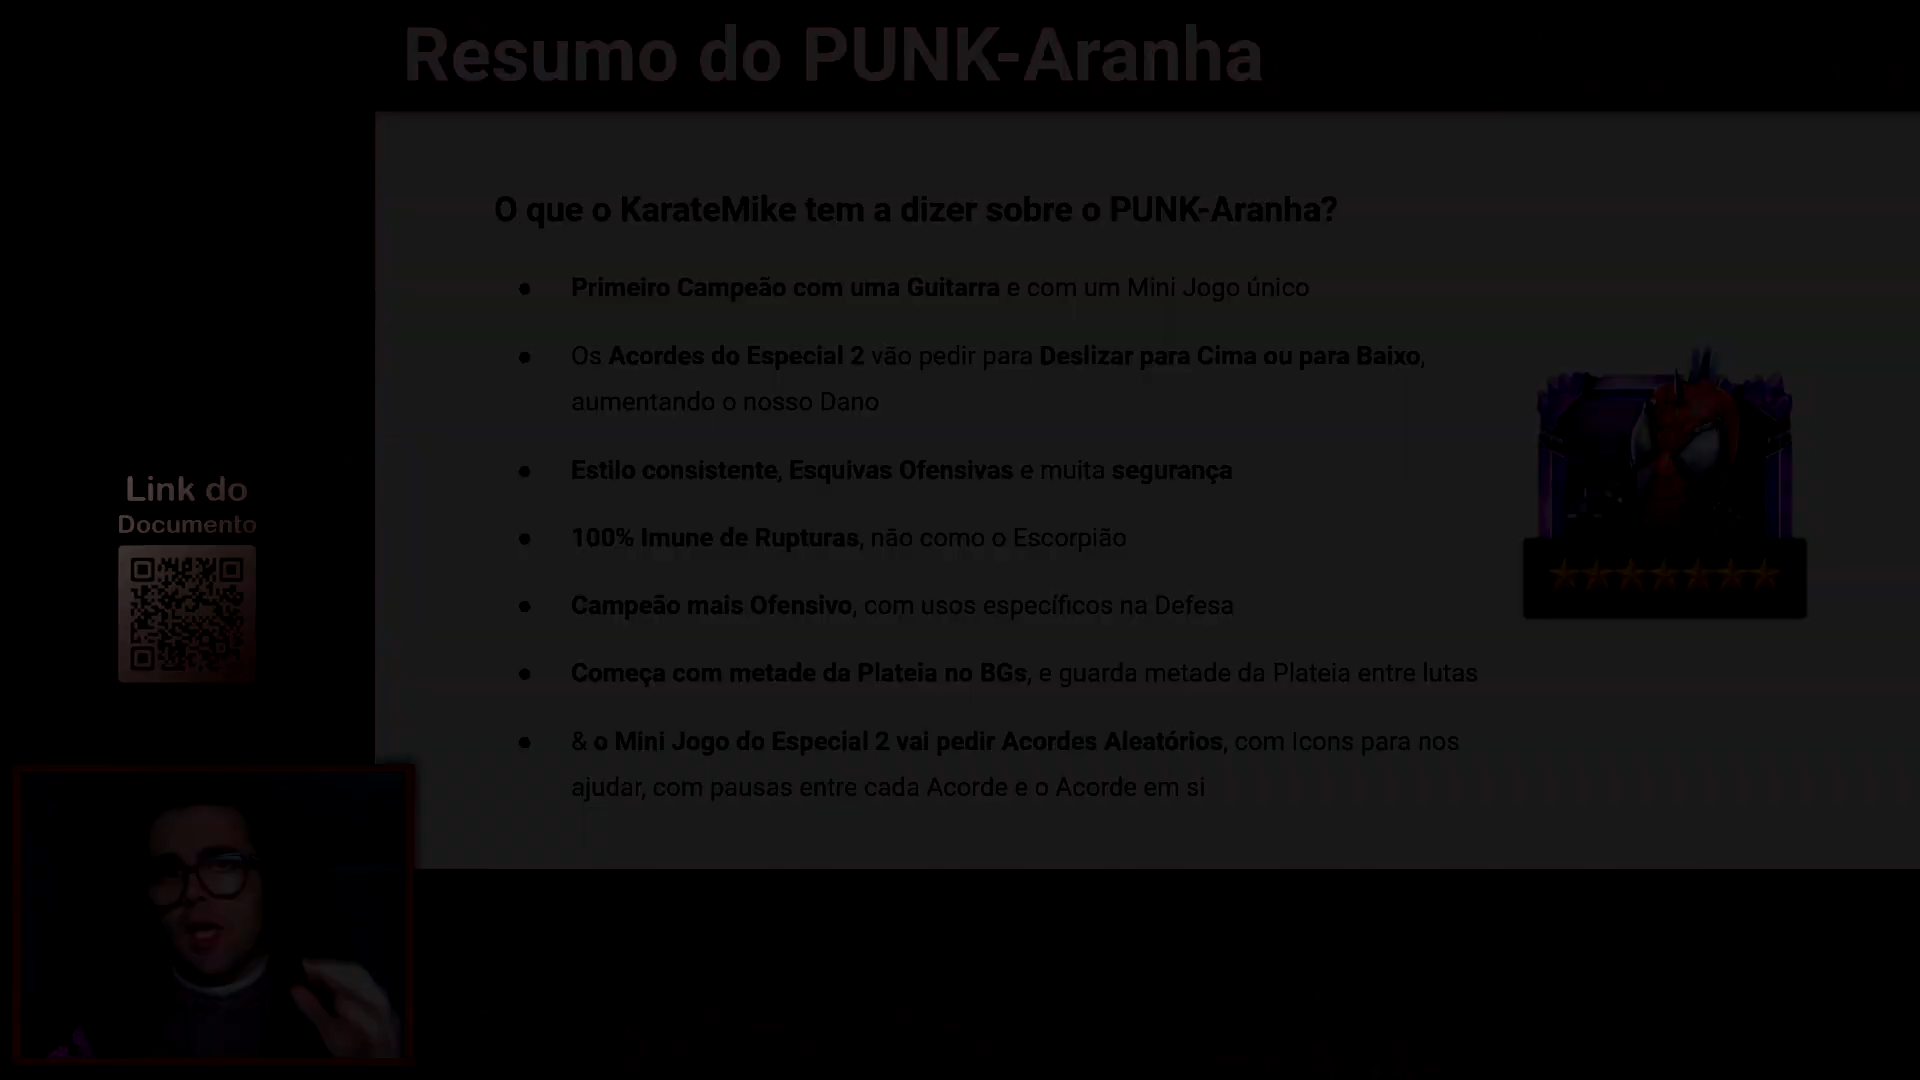 Resumo do PUNK-Aranha
O que o KarateMike tem a dizer sobre o PUNK-Aranha?
● Primeiro Campeão com uma Guitarra e com um Mini Jogo único
● Os Acordes do Especial 2 vão pedir para Deslizar para Cima ou para Baixo,
aumentando o nosso Dano
● Estilo consistente, Esquivas Ofensivas e muita segurança
● 100% Imune de Rupturas, não como o Escorpião
● Campeão mais Ofensivo, com usos específicos na Defesa
● Começa com metade da Plateia no BGs, e guarda metade da Plateia entre lutas
● & o Mini Jogo do Especial 2 vai pedir Acordes Aleatórios, com Icons para nos
ajudar, com pausas entre cada Acorde e o Acorde em si
Link do
Documento